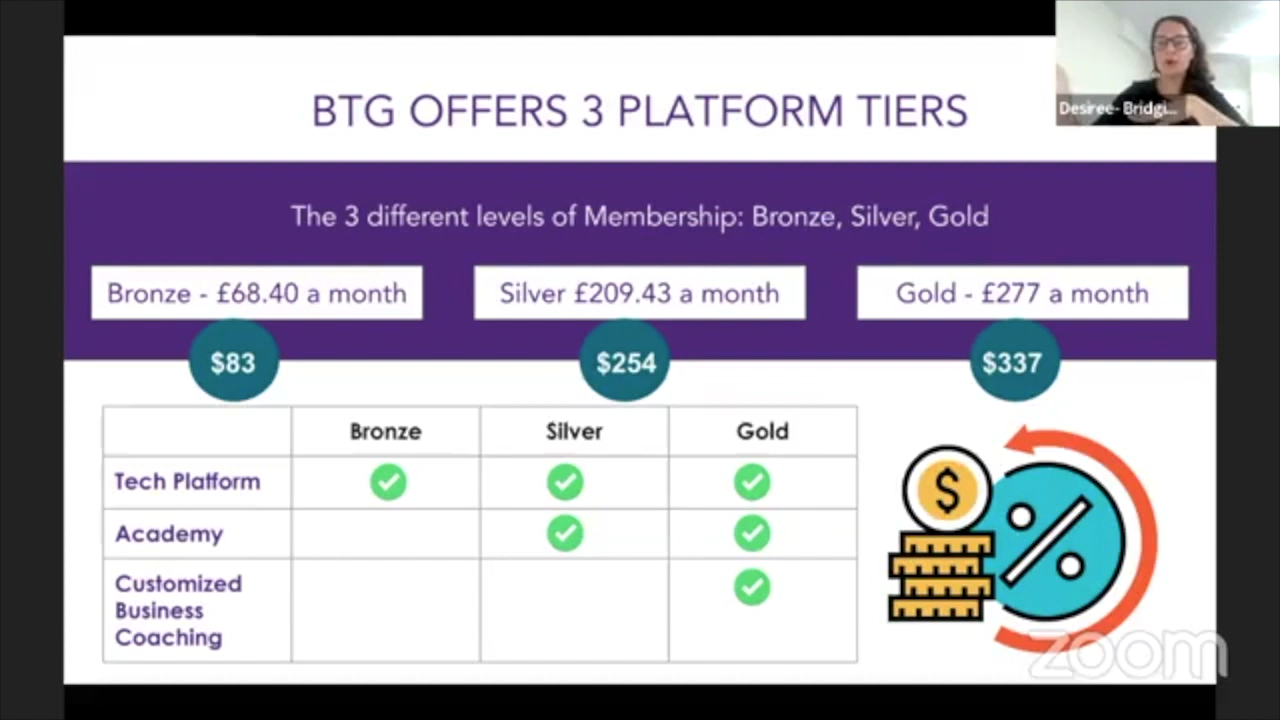 BTG OFFERS 3 PLATFORM TIERS
Desiree- Bridgi...
The 3 different levels of Membership: Bronze, Silver, Gold
Bronze - £68.40 a month
Silver £209.43 a month
Gold - £277 a month
$83
$254
$337
Bronze Silver Gold
Tech Platform
Academy
Customized
Business
Coaching
$
%
zoom